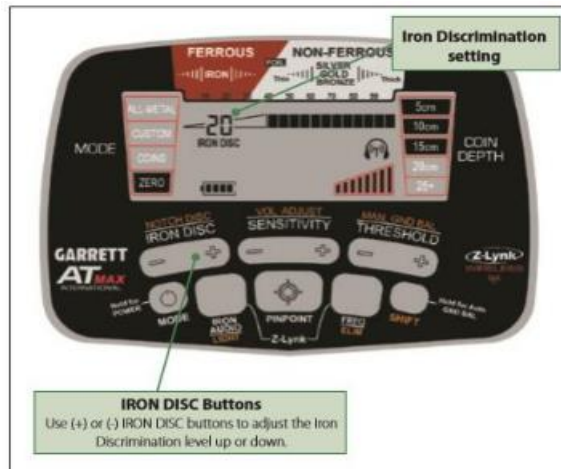 Iron Discrimination
setting
FERROUS
NON-FERROUS
IRON
FOIL
Thin
SILVER
GOLD
BRONZE
Thick
MODE
ALL-METAL
CUSTOM
COINS
ZERO
20
IRON DISC
5cm
10cm
15cm
20cm
25+
COIN
DEPTH
NOTCH DISC
IRON DISC
VOL ADJUST
SENSITIVITY
MAN. GND BAL
THRESHOLD
- +
- +
- +
GARRETT
AT MAX
INTERNATIONAL
Z-Lynk
WIRELESS
Hold for
POWER
MODE
IRON
AUDIO
LIGHT
PINPOINT
Z-Lynk
FREQ
ELIM
SHIFT
Hold for Auto
GND BAL
IRON DISC Buttons
Use (+) or (-) IRON DISC buttons to adjust the Iron
Discrimination level up or down.